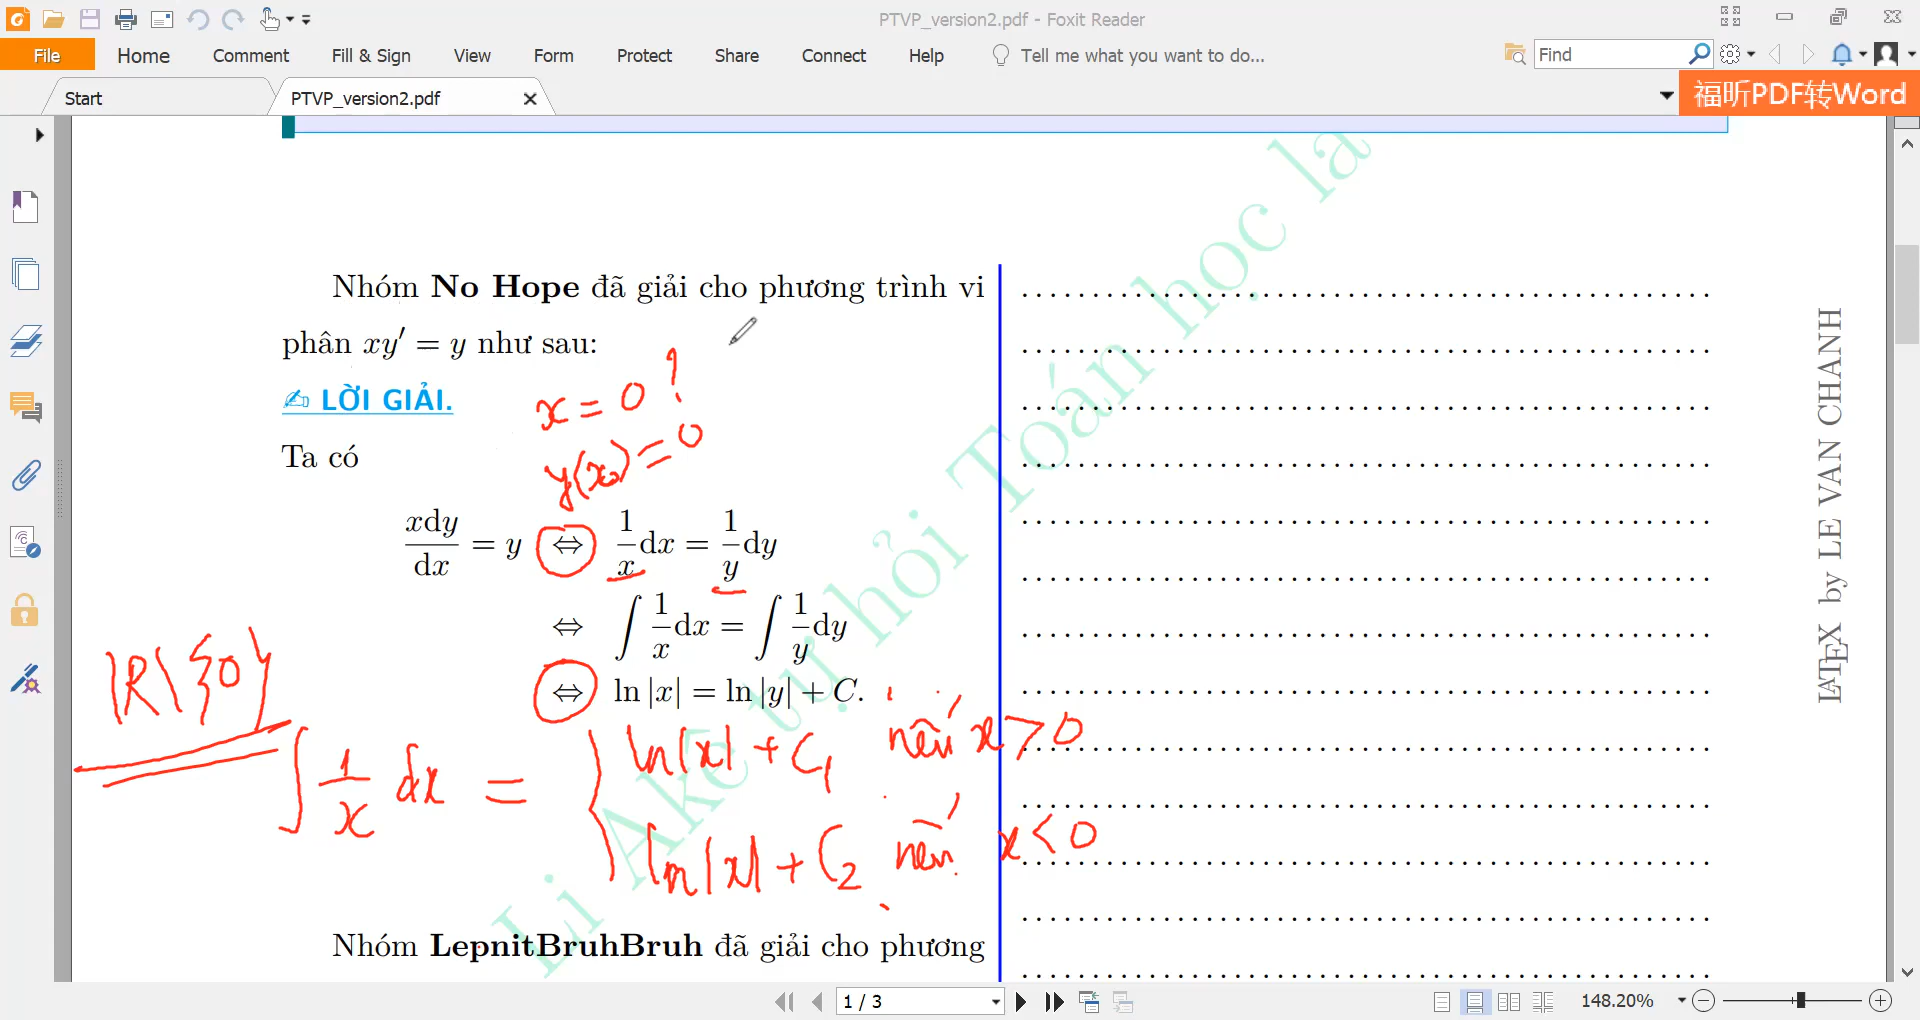 PTVP_version2.pdf - Foxit Reader
File Home Comment Fill & Sign View Form Protect Share Connect Help Tell me what you want to do... Find
Start PTVP_version2.pdf 福昕PDF转Word
Nhóm No Hope đã giải cho phương trình vi
phân xy′ = y như sau:
LỜI GIẢI.
x = 0 ?
Ta có
y(x₀) = 0
xdy/dx = y ⇔ 1/x dx = 1/y dy
⇔ ∫ 1/x dx = ∫ 1/y dy
ℝ\{0}
⇔ ln|x| = ln|y| + C.
∫ 1/x dx = { ln|x| + C₁ nếu x > 0
ln|x| + C₂ nếu x < 0
Nhóm LepnitBruhBruh đã giải cho phương
Li Ake tự hỏi Toán học là
LATEX by LE VAN CHANH
1 / 3 148.20%